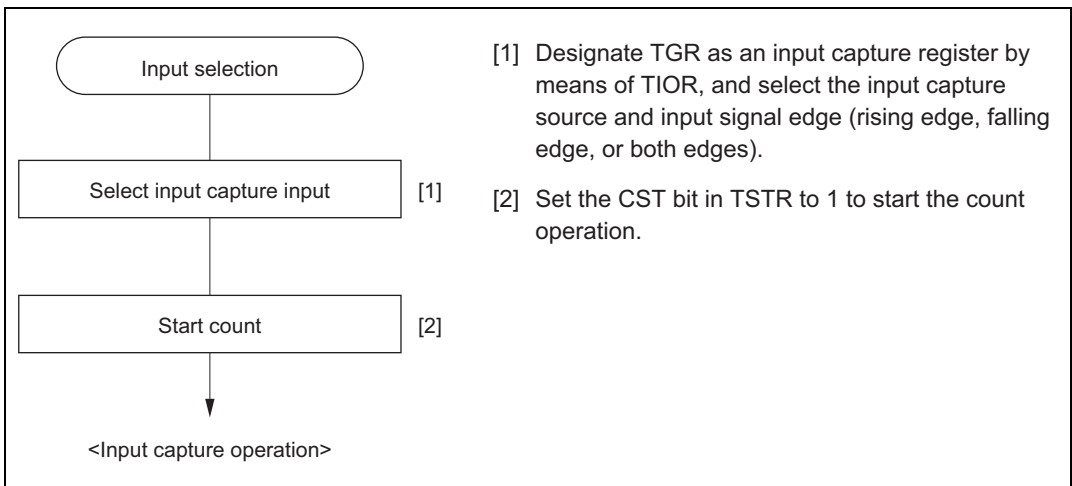 Input selection
Select input capture input
[1]
Start count
[2]
<Input capture operation>
[1] Designate TGR as an input capture register by
means of TIOR, and select the input capture
source and input signal edge (rising edge, falling
edge, or both edges).
[2] Set the CST bit in TSTR to 1 to start the count
operation.